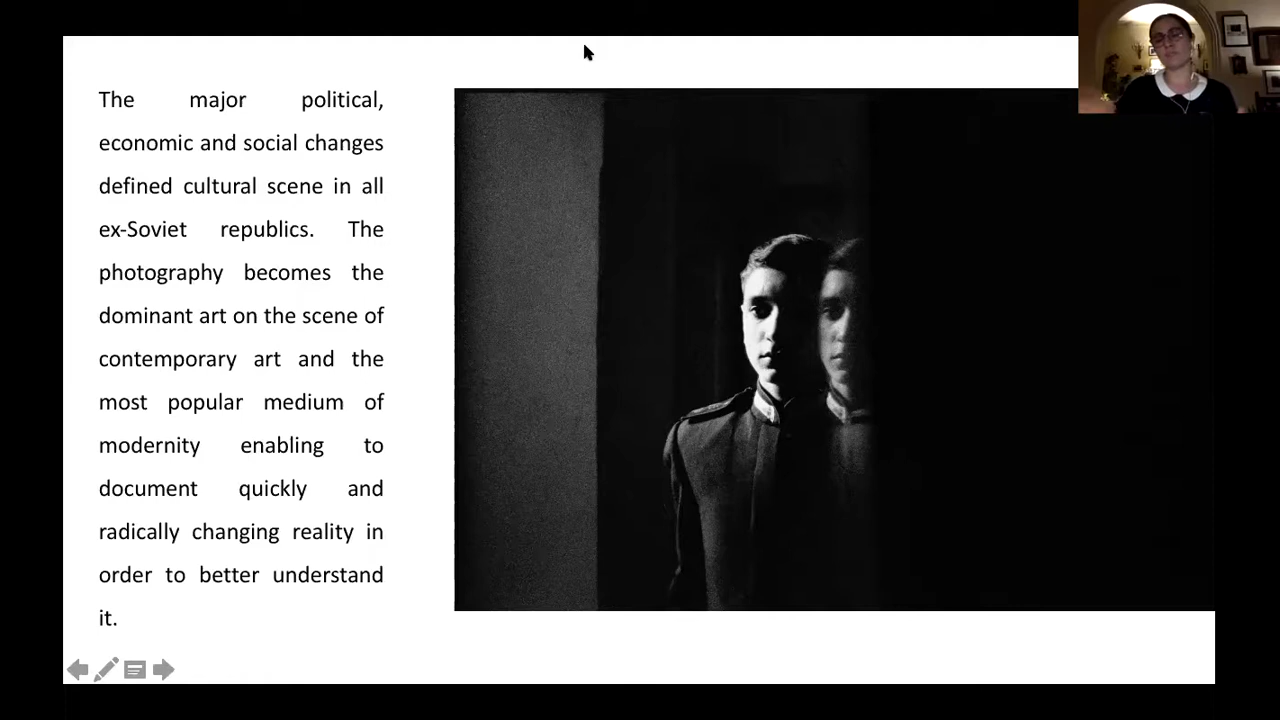 The major political,
economic and social changes
defined cultural scene in all
ex-Soviet republics. The
photography becomes the
dominant art on the scene of
contemporary art and the
most popular medium of
modernity enabling to
document quickly and
radically changing reality in
order to better understand
it.